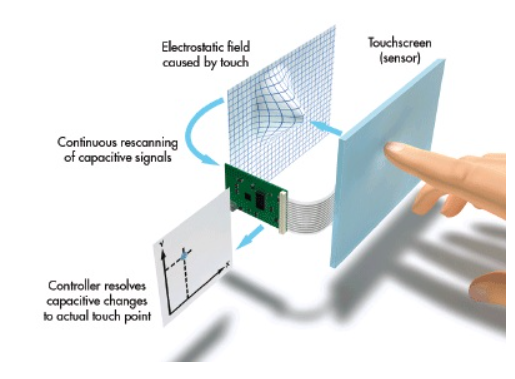 Electrostatic field
caused by touch
Touchscreen
(sensor)
Continuous rescanning
of capacitive signals
Y
X
Controller resolves
capacitive changes
to actual touch point